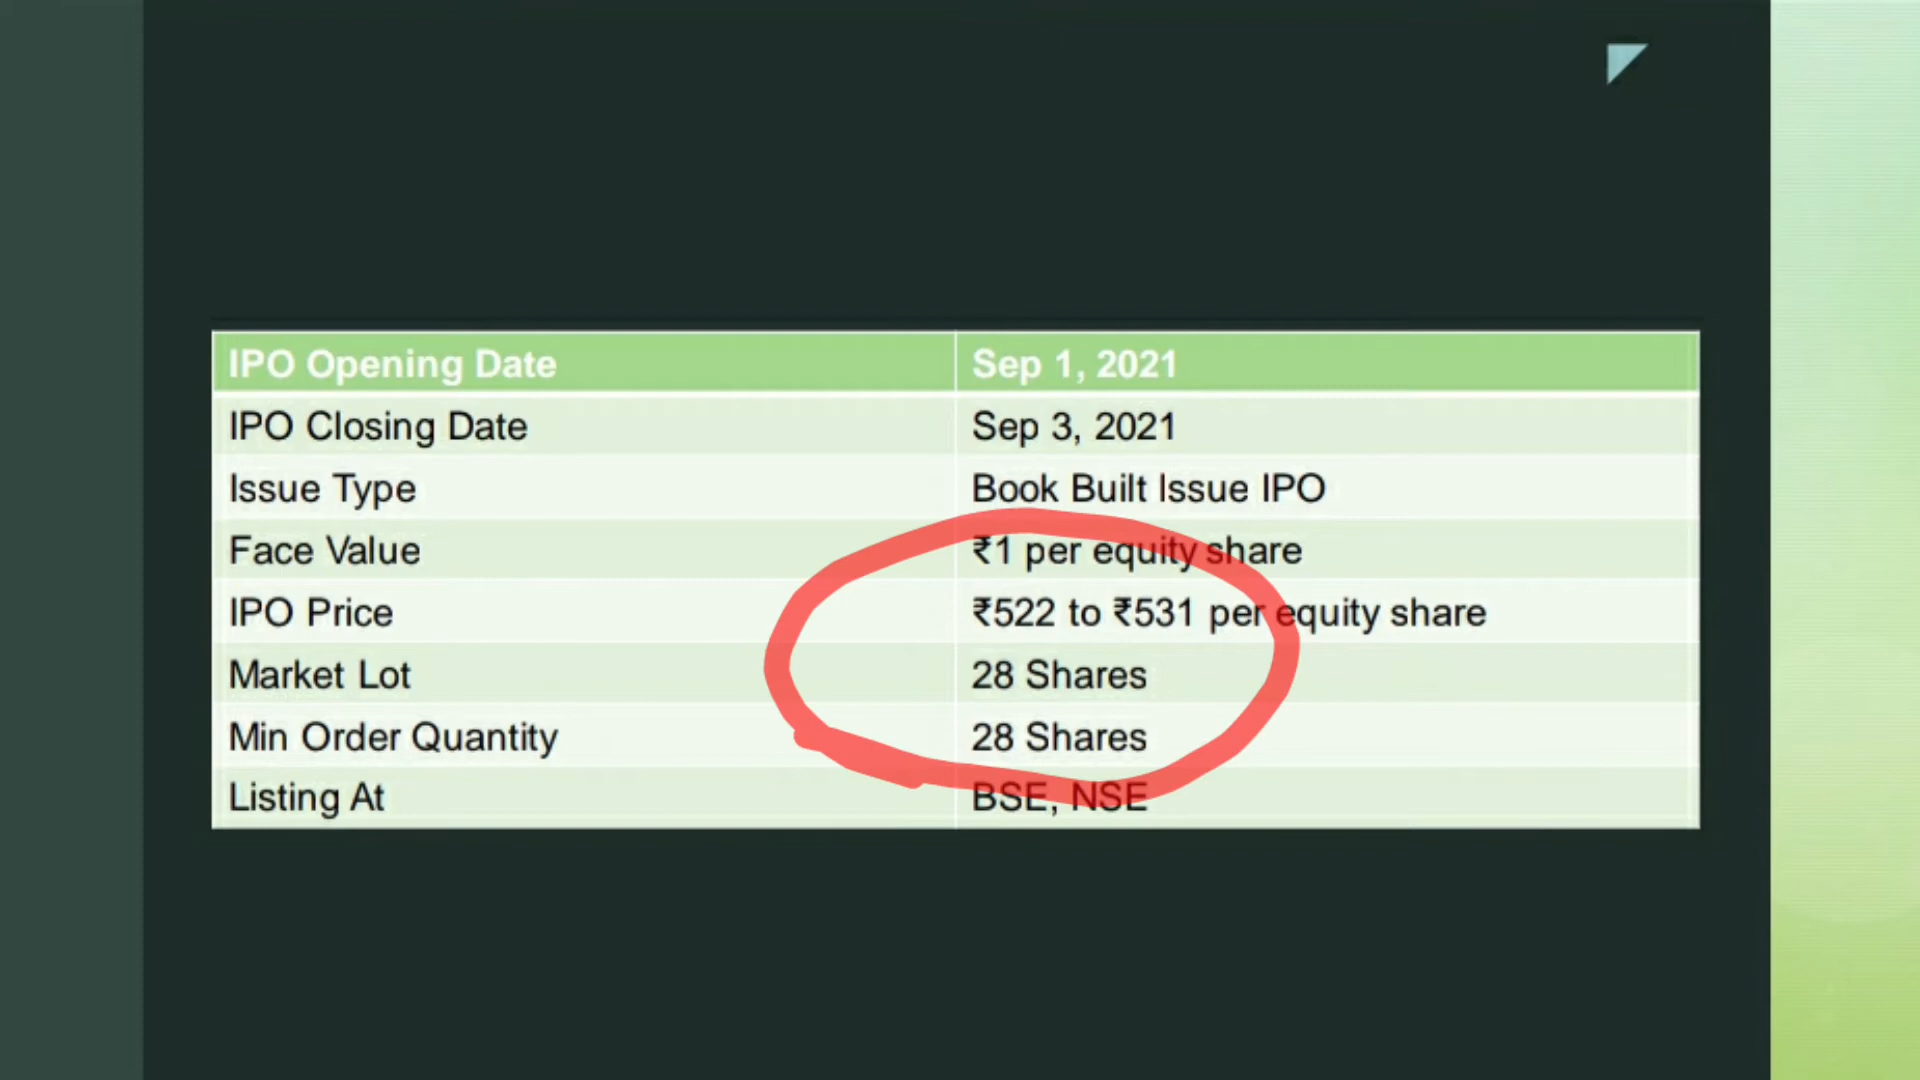 IPO Opening Date Sep 1, 2021
IPO Closing Date Sep 3, 2021
Issue Type Book Built Issue IPO
Face Value ₹1 per equity share
IPO Price ₹522 to ₹531 per equity share
Market Lot 28 Shares
Min Order Quantity 28 Shares
Listing At BSE, NSE